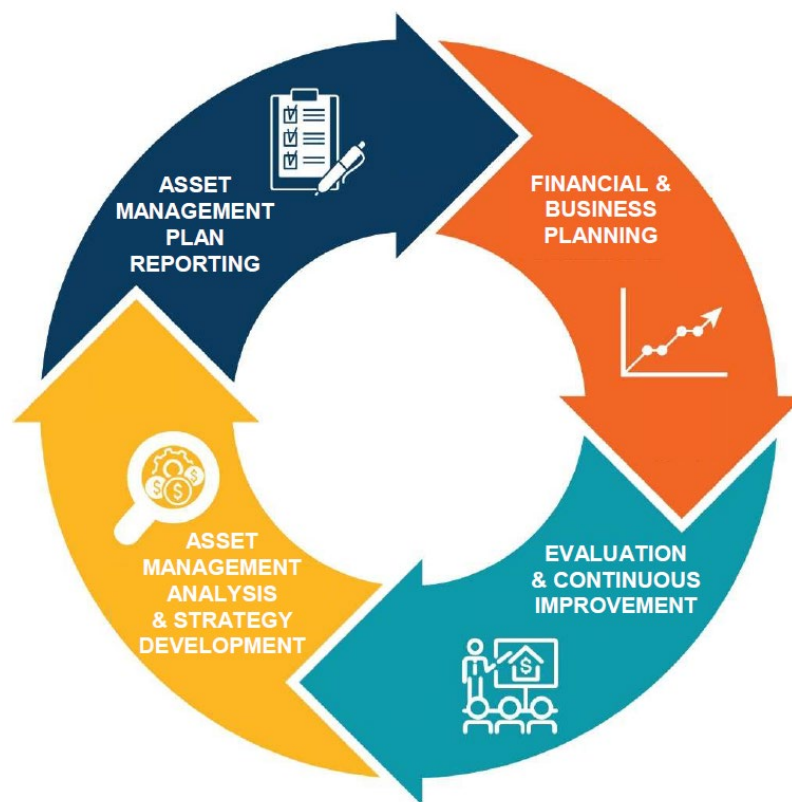 ASSET
MANAGEMENT
PLAN
REPORTING
FINANCIAL &
BUSINESS
PLANNING
EVALUATION
& CONTINUOUS
IMPROVEMENT
ASSET
MANAGEMENT
ANALYSIS
& STRATEGY
DEVELOPMENT
$
$
$
$